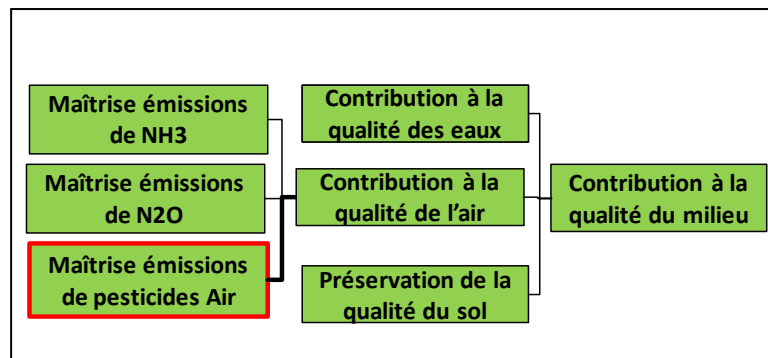 Maîtrise émissions
de NH3
Maîtrise émissions
de N2O
Maîtrise émissions
de pesticides Air
Contribution à la
qualité des eaux
Contribution à la
qualité de l'air
Préservation de la
qualité du sol
Contribution à la
qualité du milieu